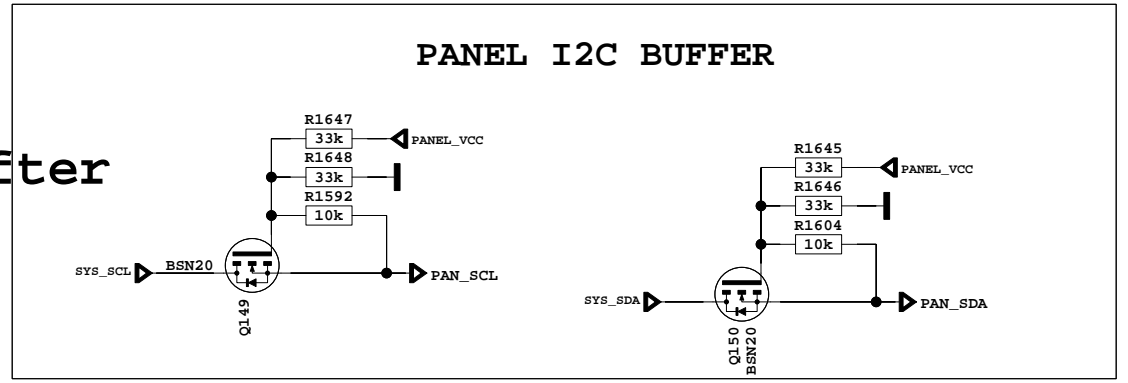 PANEL I2C BUFFER
fter
R1647
33k
PANEL_VCC
R1648
33k
R1592
10k
SYS_SCL
BSN20
PAN_SCL
Q149
R1645
33k
PANEL_VCC
R1646
33k
R1604
10k
SYS_SDA
PAN_SDA
Q150
BSN20